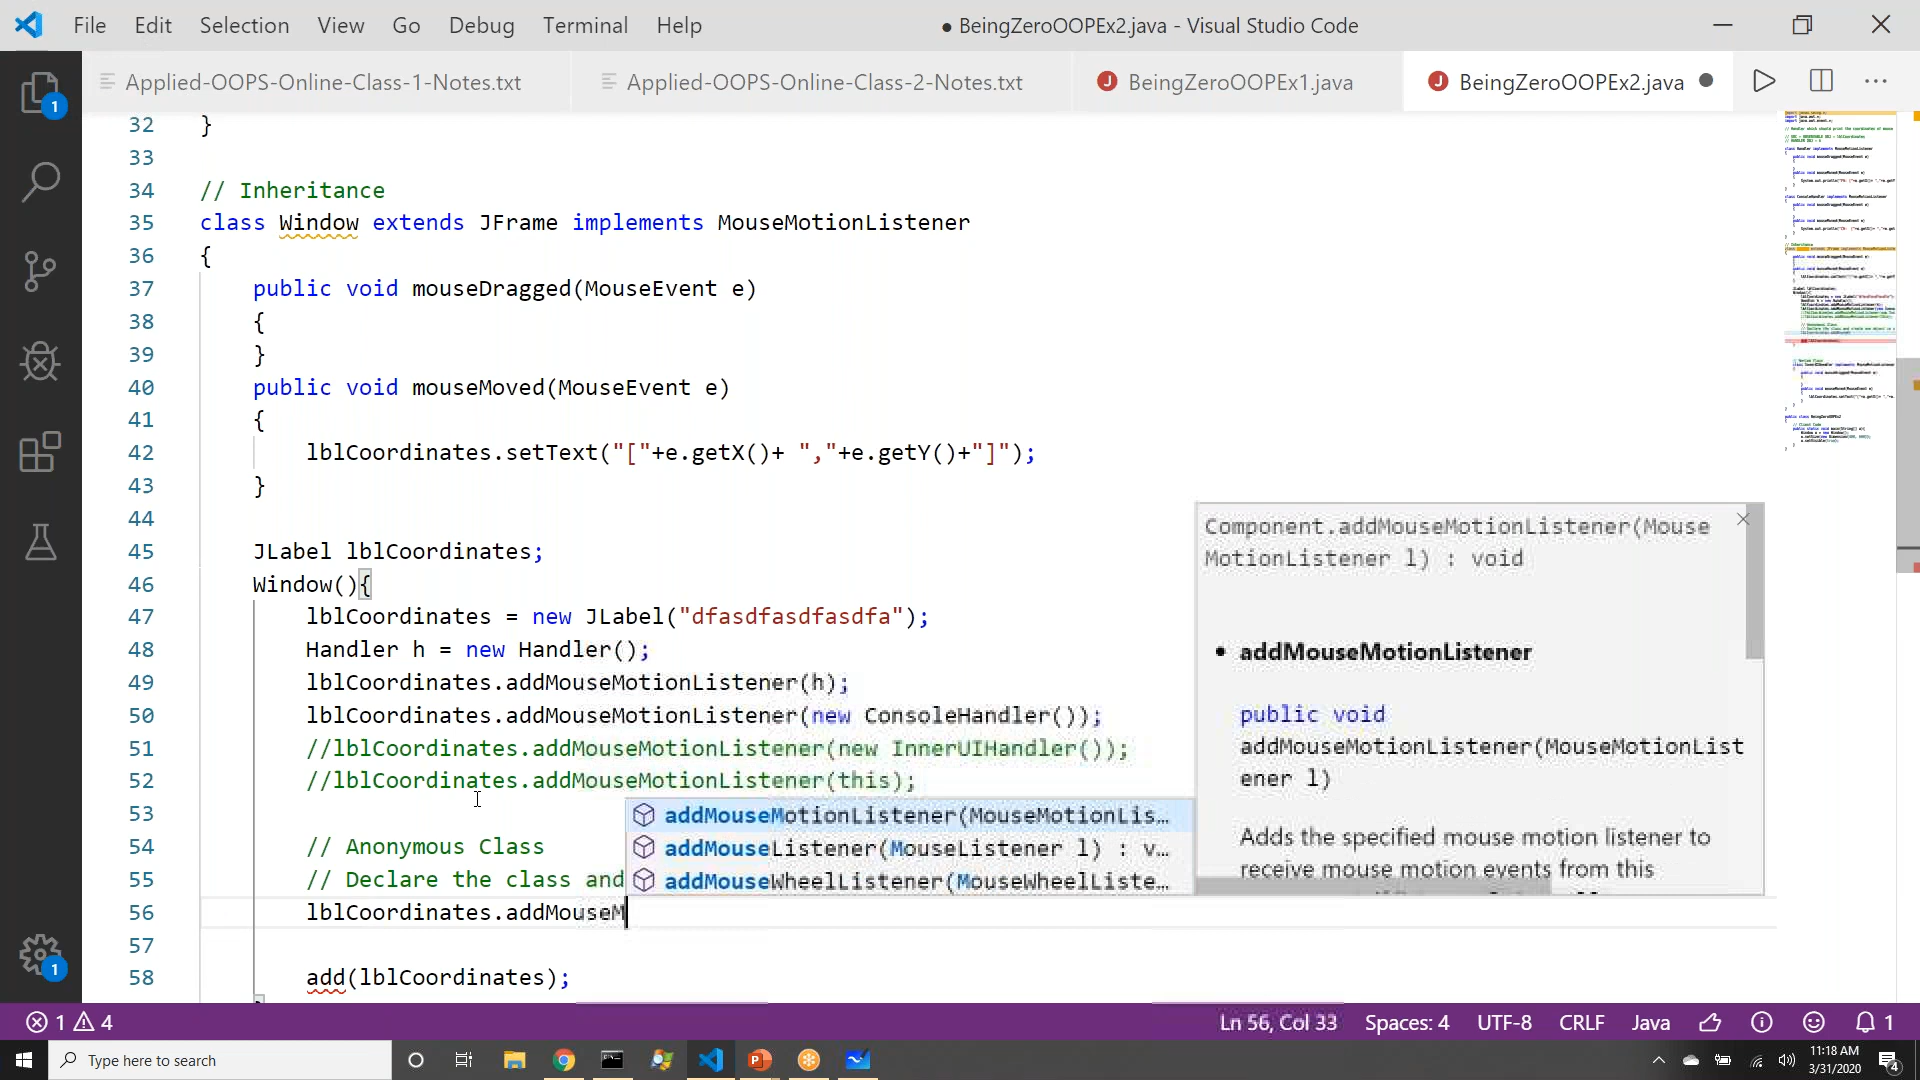 File Edit Selection View Go Debug Terminal Help
● BeingZeroOOPEx2.java - Visual Studio Code
Applied-OOPS-Online-Class-1-Notes.txt
Applied-OOPS-Online-Class-2-Notes.txt
BeingZeroOOPEx1.java
BeingZeroOOPEx2.java
32 }
33
34 // Inheritance
35 class Window extends JFrame implements MouseMotionListener
36 {
37 public void mouseDragged(MouseEvent e)
38 {
39 }
40 public void mouseMoved(MouseEvent e)
41 {
42 lblCoordinates.setText("["+e.getX()+ ","+e.getY()+"]");
43 }
44
45 JLabel lblCoordinates;
46 Window(){
47 lblCoordinates = new JLabel("dfasdfasdfasdfa");
48 Handler h = new Handler();
49 lblCoordinates.addMouseMotionListener(h);
50 lblCoordinates.addMouseMotionListener(new ConsoleHandler());
51 //lblCoordinates.addMouseMotionListener(new InnerUIHandler());
52 //lblCoordinates.addMouseMotionListener(this);
53
54 // Anonymous Class
55 // Declare the class and
56 lblCoordinates.addMouseM
57
58 add(lblCoordinates);
addMouseMotionListener(MouseMotionLis…
addMouseListener(MouseListener l) : v…
addMouseWheelListener(MouseWheelListe…
Component.addMouseMotionListener(Mouse
MotionListener l) : void
addMouseMotionListener
public void
addMouseMotionListener(MouseMotionList
ener l)
Adds the specified mouse motion listener to
receive mouse motion events from this
1
1
1 4
Ln 56, Col 33 Spaces: 4 UTF-8 CRLF Java 1
Type here to search
11:18 AM
3/31/2020
4